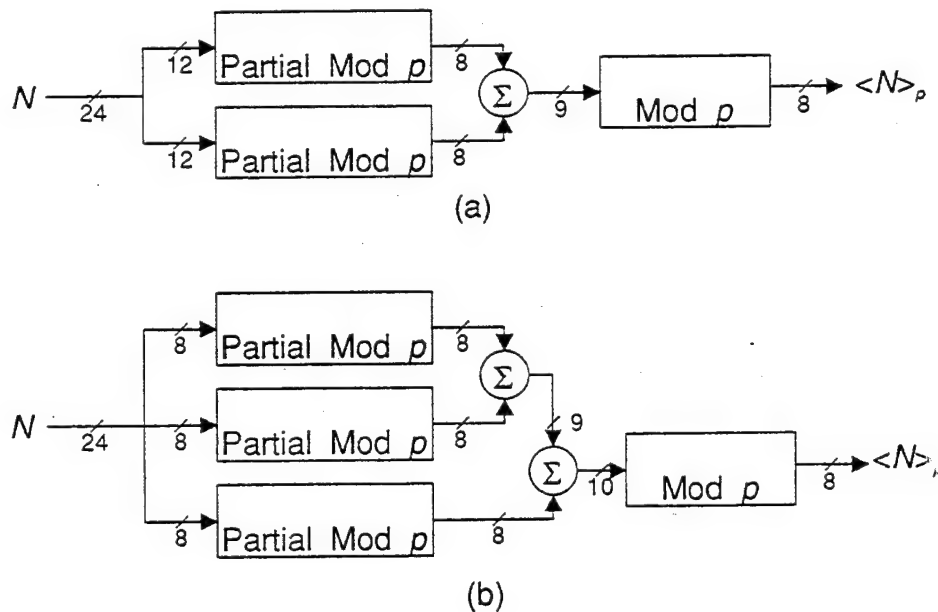 12 Partial Mod p 8
N 24 Σ 9 Mod p 8 <N>p
12 Partial Mod p 8
(a)
8 Partial Mod p 8
Σ
N 24 8 Partial Mod p 8 9
Σ 10 Mod p 8 <N>
8 Partial Mod p 8
(b)